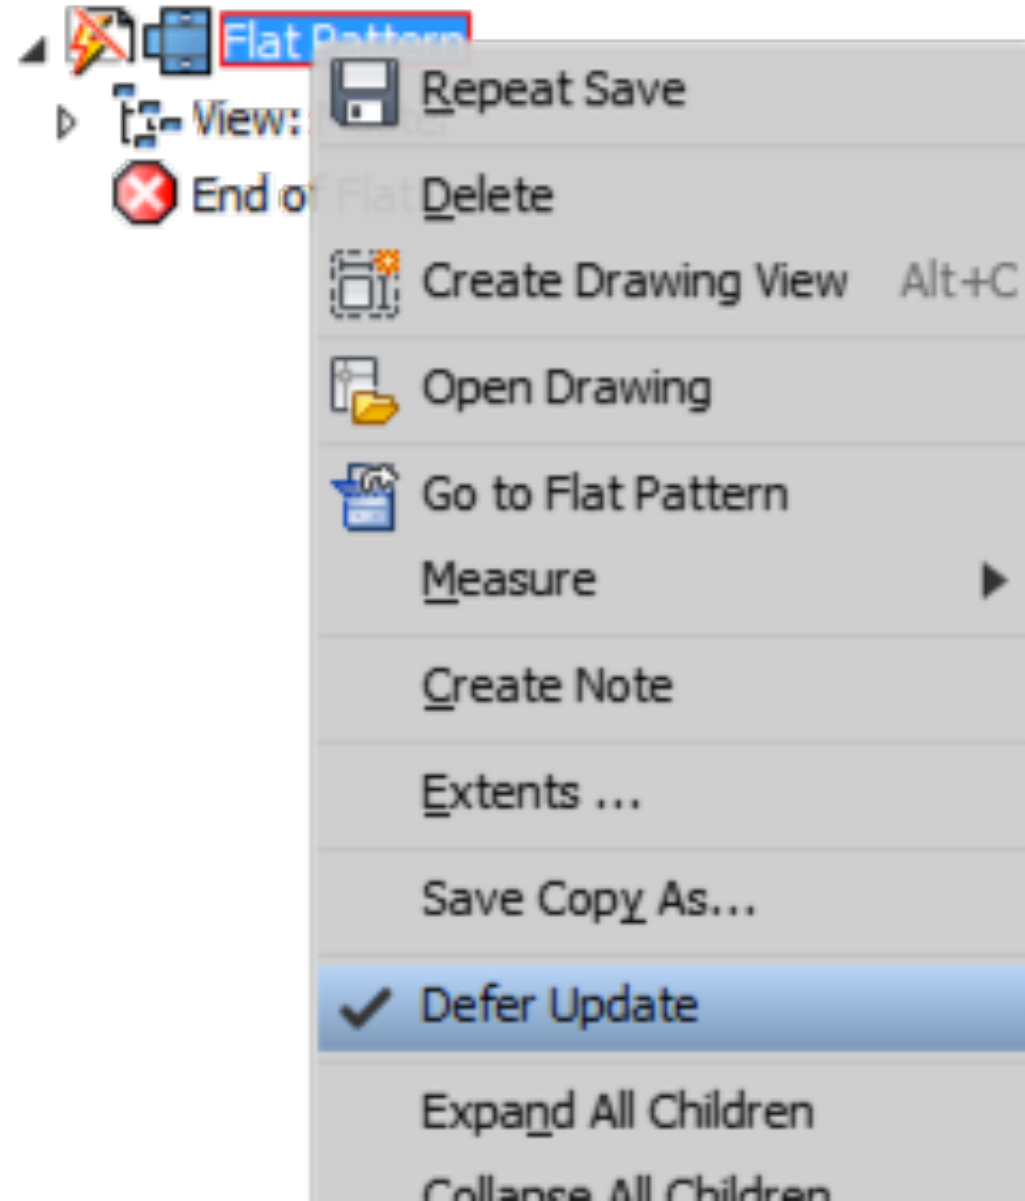 Flat Pattern
Repeat Save
View:
End of Flat
Delete
Create Drawing View Alt+C
Open Drawing
Go to Flat Pattern
Measure
Create Note
Extents ...
Save Copy As...
Defer Update
Expand All Children
Collapse All Children